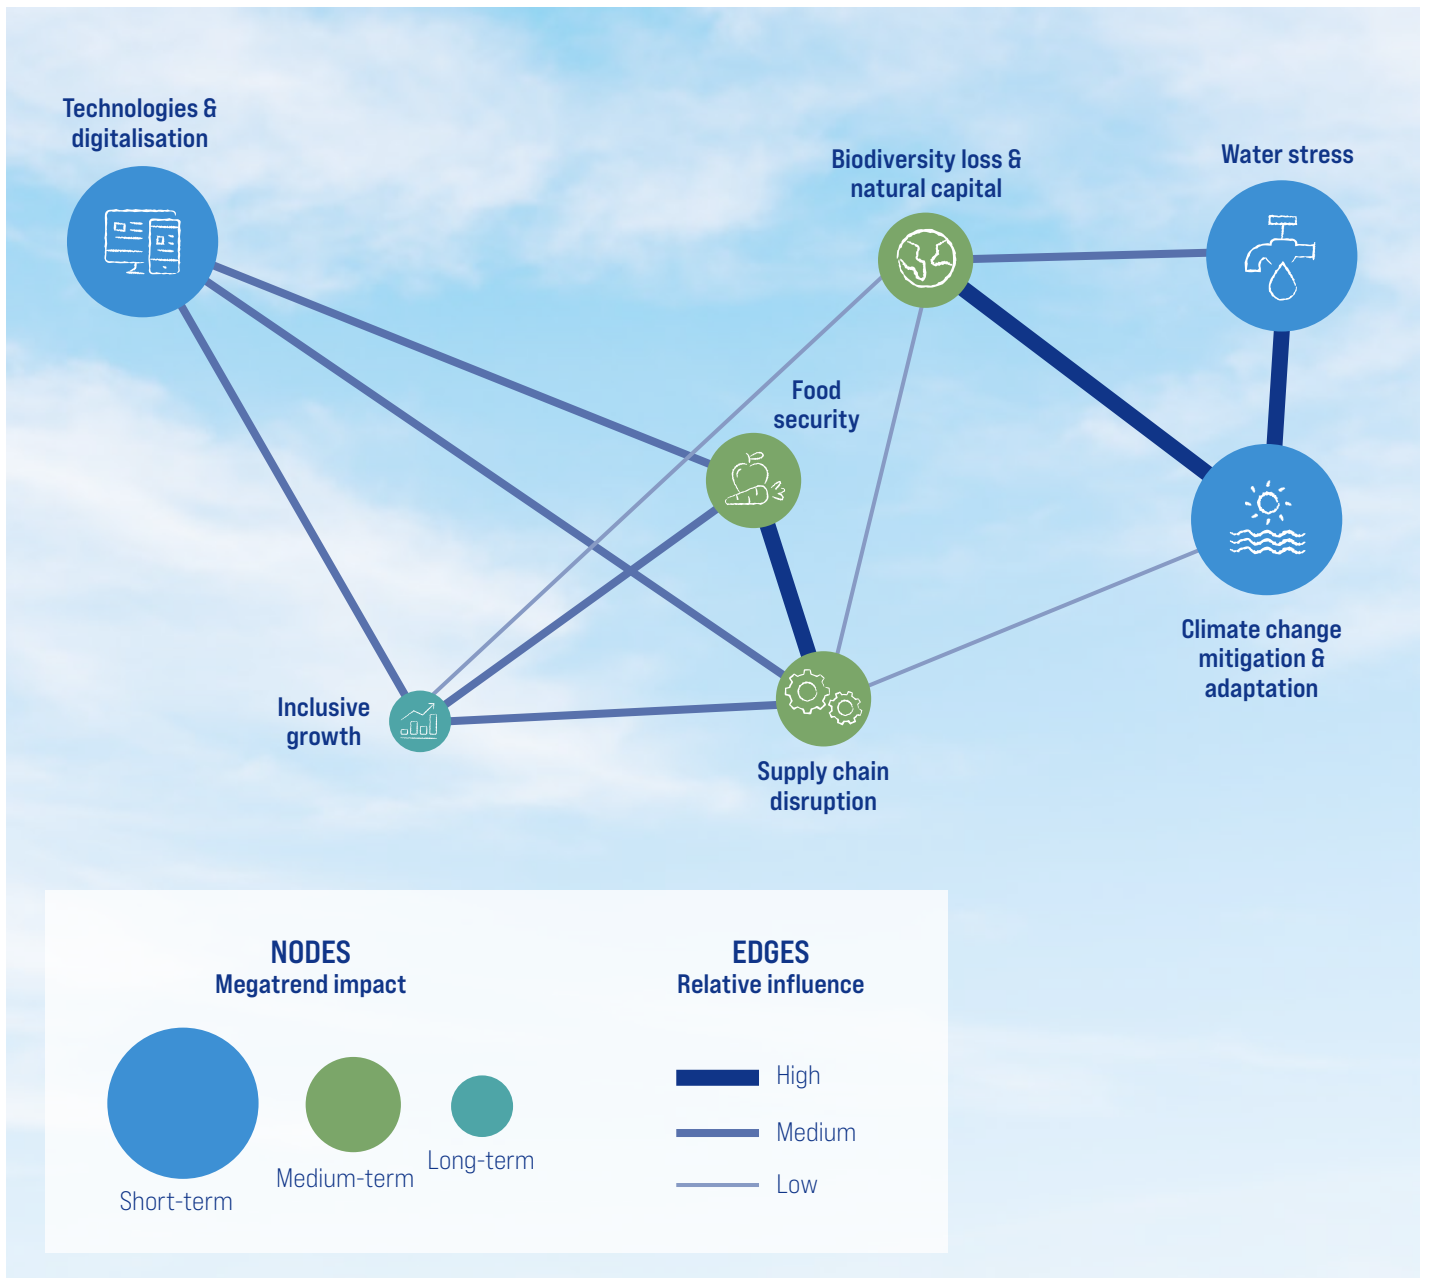 Technologies &
digitalisation
Biodiversity loss &
natural capital
Water stress
Food
security
Climate change
mitigation &
adaptation
Inclusive
growth
Supply chain
disruption
NODES
Megatrend impact
Short-term
Medium-term
Long-term
EDGES
Relative influence
High
Medium
Low